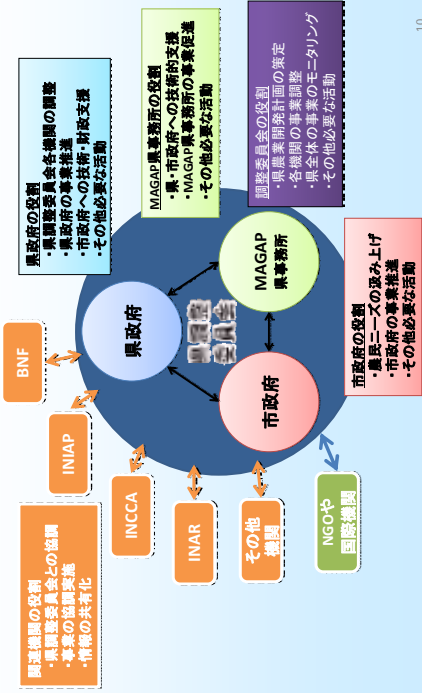 関連機関の役割
・県調整委員会との協調
・事業の協調実施
・情報の共有化
BNF
INIAP
INCCA
INAR
その他
機関
NGOや
国際機関
県政府
県調整
委員会
市政府
MAGAP
県事務所
県政府の役割
・県調整委員会各機関の調整
・県政府の事業推進
・市政府への技術・財政支援
・その他必要な活動
MAGAP県事務所の役割
・県・市政府への技術的支援
・MAGAP県事務所の事業促進
・その他必要な活動
調整委員会の役割
・県農業開発計画の策定
・各機関の事業調整
・県全体の事業のモニタリング
・その他必要な活動
市政府の役割
・農民ニーズの汲み上げ
・市政府の事業推進
・その他必要な活動
10